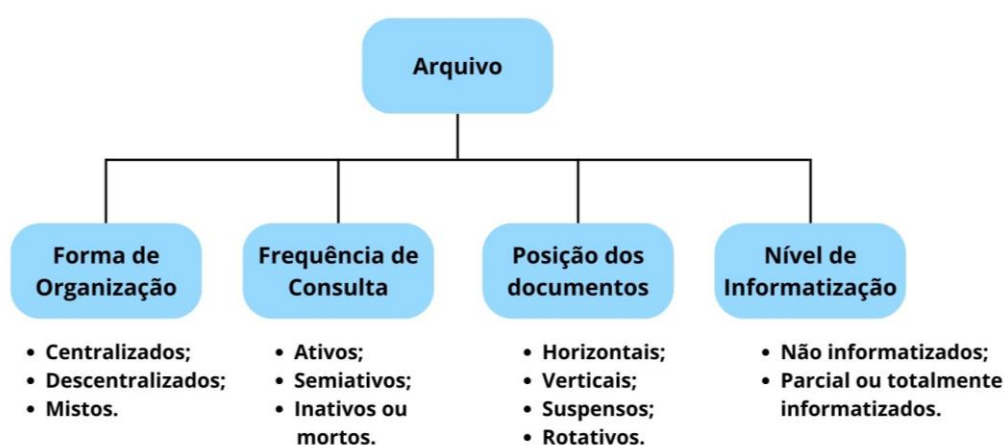 Arquivo
Forma de
Organização
Frequência de
Consulta
Posição dos
documentos
Nível de
Informatização
• Centralizados;
• Descentralizados;
• Mistos.
• Ativos;
• Semiativos;
• Inativos ou
mortos.
• Horizontais;
• Verticais;
• Suspensos;
• Rotativos.
• Não informatizados;
• Parcial ou totalmente
informatizados.